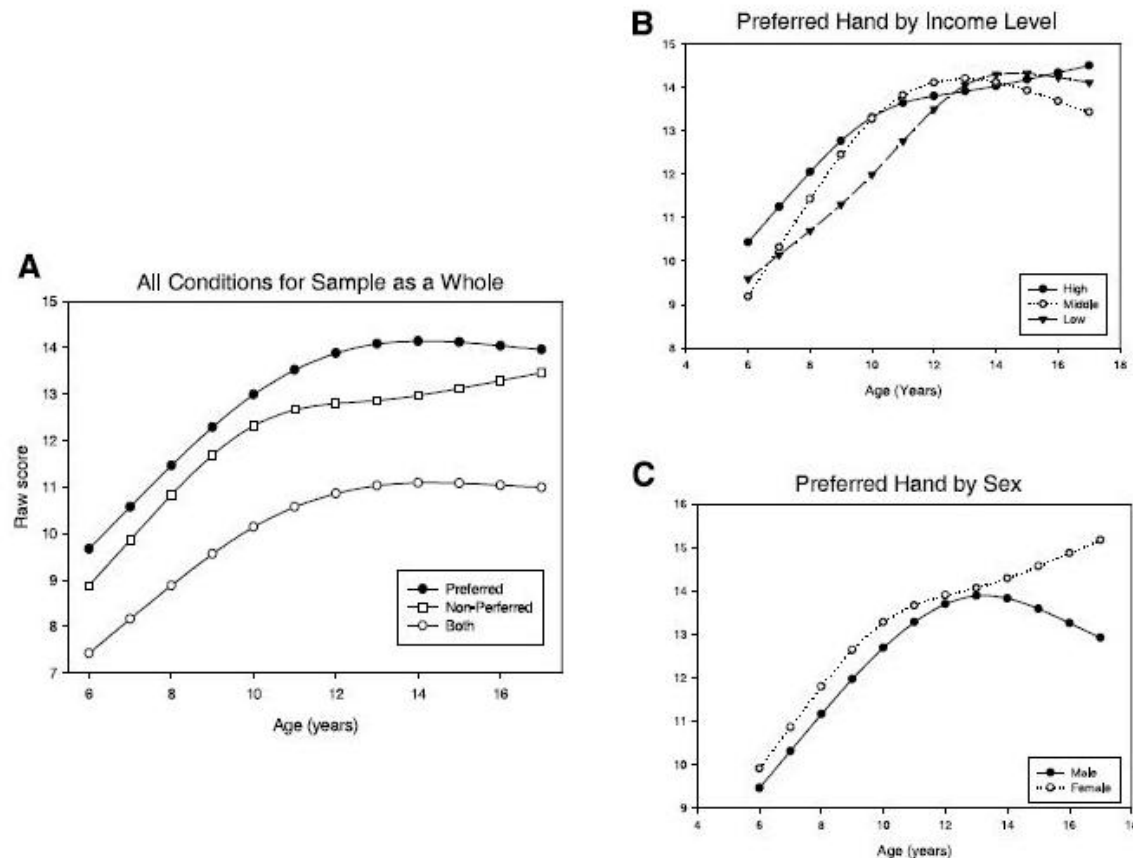 A
All Conditions for Sample as a Whole
15
14
13
12
11
10
9
8
7
Raw score
6 8 10 12 14 16
Age (years)
Preferred
Non-Perferred
Both
B
Preferred Hand by Income Level
15
14
13
12
11
10
9
8
4 6 8 10 12 14 16 18
Age (Years)
High
Middle
Low
C
Preferred Hand by Sex
16
15
14
13
12
11
10
9
4 6 8 10 12 14 16
Age (years)
Male
Female